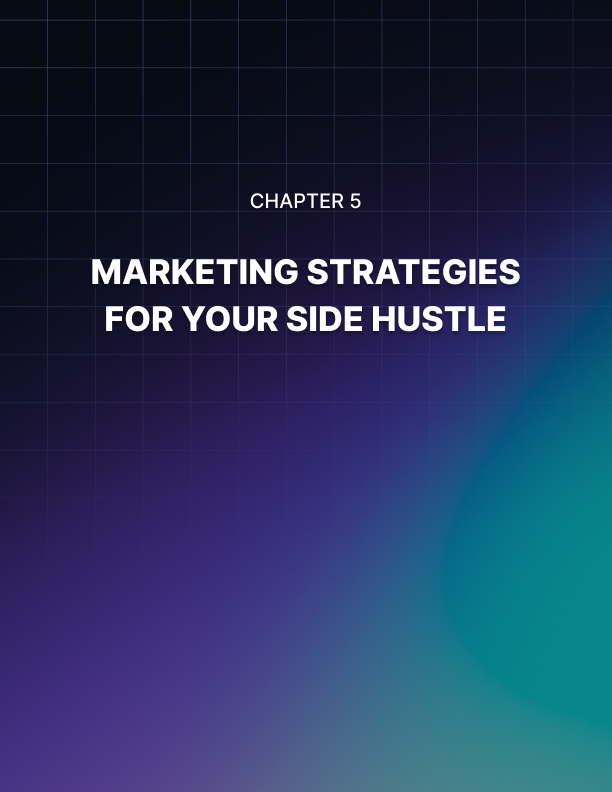 CHAPTER 5
MARKETING STRATEGIES
FOR YOUR SIDE HUSTLE